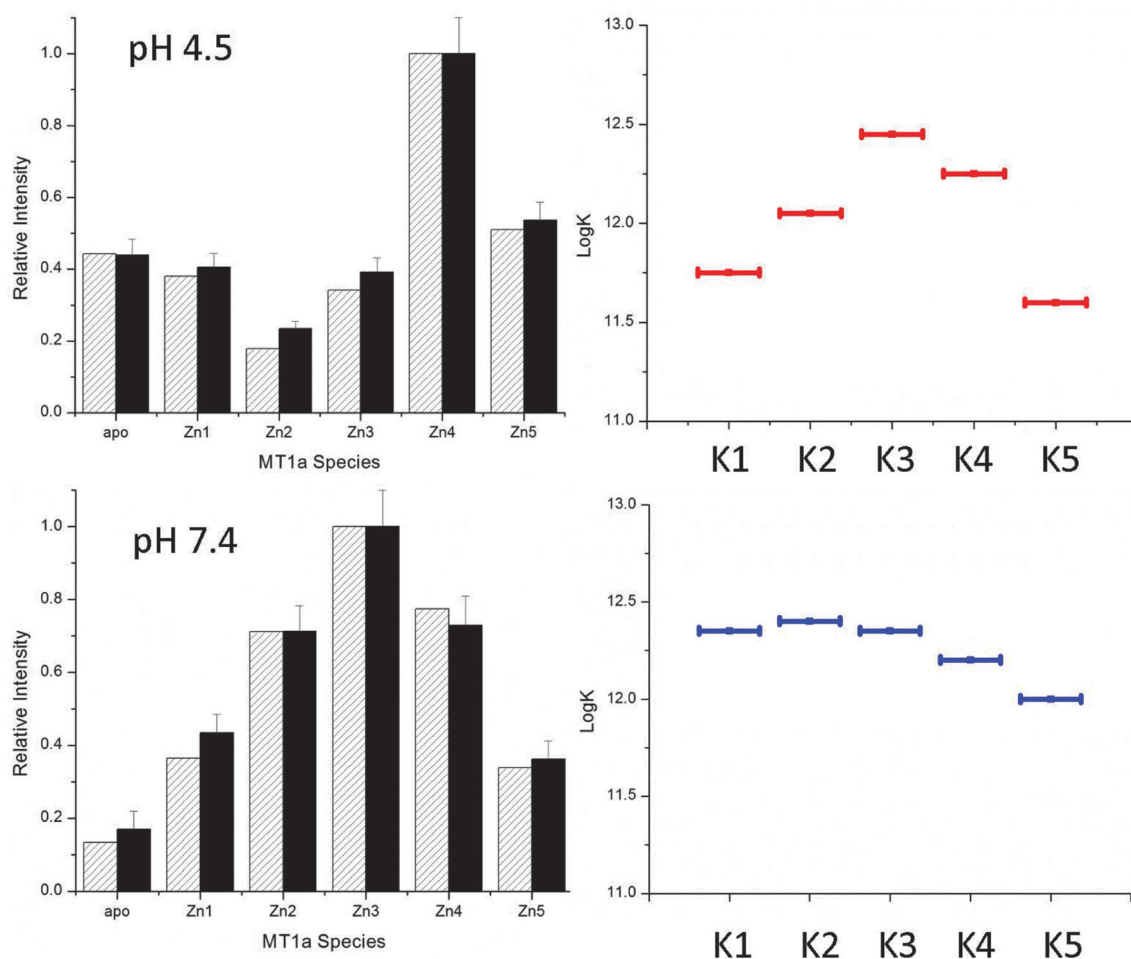 pH 4.5
Relative Intensity
1.0
0.8
0.6
0.4
0.2
0.0
apo Zn1 Zn2 Zn3 Zn4 Zn5
MT1a Species
LogK
13.0
12.5
12.0
11.5
11.0
K1 K2 K3 K4 K5
pH 7.4
Relative Intensity
1.0
0.8
0.6
0.4
0.2
0.0
apo Zn1 Zn2 Zn3 Zn4 Zn5
MT1a Species
LogK
13.0
12.5
12.0
11.5
11.0
K1 K2 K3 K4 K5